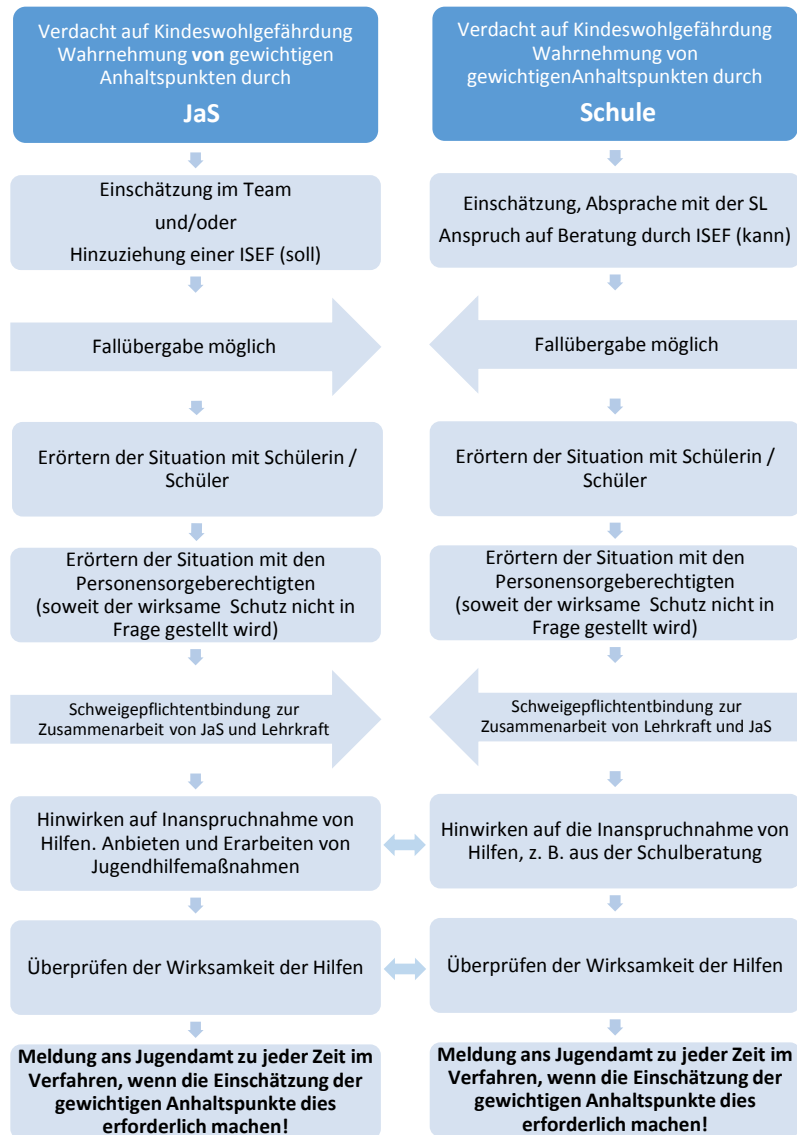 Verdacht auf Kindeswohlgefährdung
Wahrnehmung von gewichtigen
Anhaltspunkten durch
JaS
Einschätzung im Team
und/oder
Hinzuziehung einer ISEF (soll)
Fallübergabe möglich
Erörtern der Situation mit Schülerin /
Schüler
Erörtern der Situation mit den
Personensorgeberechtigten
(soweit der wirksame Schutz nicht in
Frage gestellt wird)
Schweigepflichtentbindung zur
Zusammenarbeit von JaS und Lehrkraft
Hinwirken auf Inanspruchnahme von
Hilfen. Anbieten und Erarbeiten von
Jugendhilfemaßnahmen
Überprüfen der Wirksamkeit der Hilfen
Meldung ans Jugendamt zu jeder Zeit im
Verfahren, wenn die Einschätzung der
gewichtigen Anhaltspunkte dies
erforderlich machen!
Verdacht auf Kindeswohlgefährdung
Wahrnehmung von
gewichtigenAnhaltspunkten durch
Schule
Einschätzung, Absprache mit der SL
Anspruch auf Beratung durch ISEF (kann)
Fallübergabe möglich
Erörtern der Situation mit Schülerin /
Schüler
Erörtern der Situation mit den
Personensorgeberechtigten
(soweit der wirksame Schutz nicht in
Frage gestellt wird)
Schweigepflichtentbindung zur
Zusammenarbeit von Lehrkraft und JaS
Hinwirken auf die Inanspruchnahme von
Hilfen, z. B. aus der Schulberatung
Überprüfen der Wirksamkeit der Hilfen
Meldung ans Jugendamt zu jeder Zeit im
Verfahren, wenn die Einschätzung der
gewichtigen Anhaltspunkte dies
erforderlich machen!